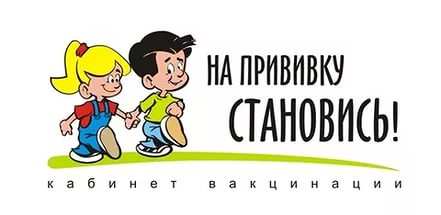 НА ПРИВИВКУ
СТАНОВИСЬ!
кабинет вакцинации